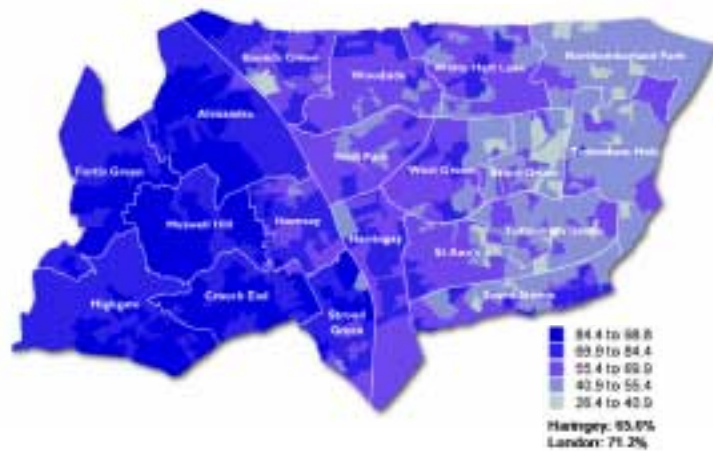 Bounds Green
Woodside
White Hart Lane
Northumberland Park
Alexandra
Noel Park
West Green
Bruce Green
Tottenham Hale
Fortis Green
Muswell Hill
Hornsey
Harringay
St Ann's
Tottenham Green
Highgate
Crouch End
Stroud Green
Seven Sisters
84.4 to 98.8
69.9 to 84.4
55.4 to 69.9
40.9 to 55.4
26.4 to 40.9
Haringey: 65.6%
London: 71.2%